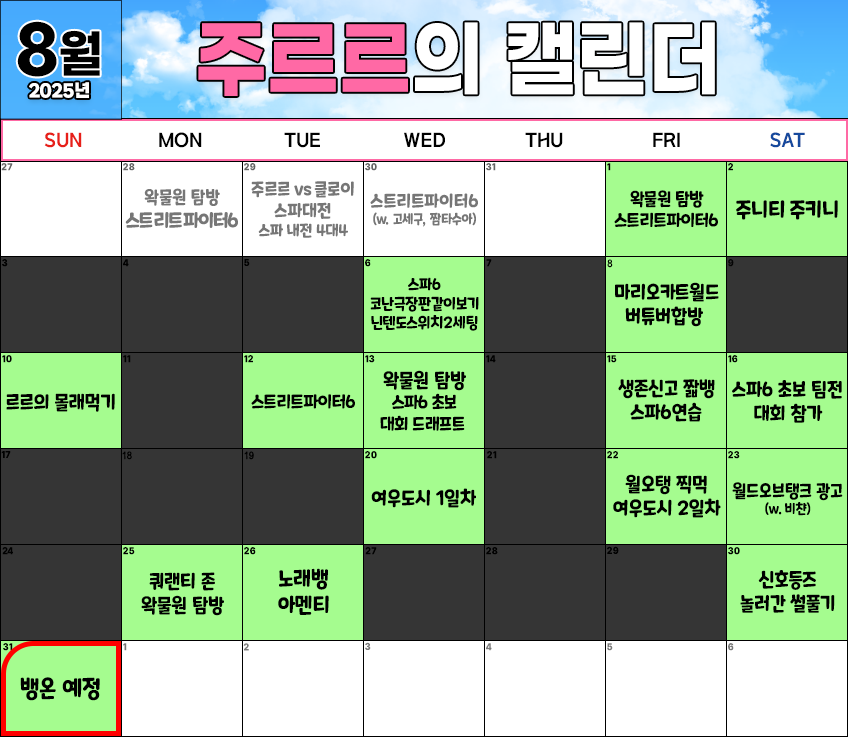 8월
2025년
주르르의 캘린더
SUN MON TUE WED THU FRI SAT
27 28 29 30 31 1 2
왁물원 탐방
스트리트파이터6
주르르 vs 클로이
스파대전
스파 내전 4대4
스트리트파이터6
(w. 고세구, 짬타수아)
왁물원 탐방
스트리트파이터6
주니티 주키니
3 4 5 6 7 8 9
스파6
코난극장판같이보기
닌텐도스위치2세팅
마리오카트월드
버튜버합방
10 11 12 13 14 15 16
르르의 몰래먹기
스트리트파이터6
왁물원 탐방
스파6 초보
대회 드래프트
생존신고 짧뱅
스파6연습
스파6 초보 팀전
대회 참가
17 18 19 20 21 22 23
여우도시 1일차
월오탱 찍먹
여우도시 2일차
월드오브탱크 광고
(w. 비챤)
24 25 26 27 28 29 30
쿼랜티 존
왁물원 탐방
노래뱅
아멘티
신호등즈
놀러간 썰풀기
31 1 2 3 4 5 6
뱅온 예정